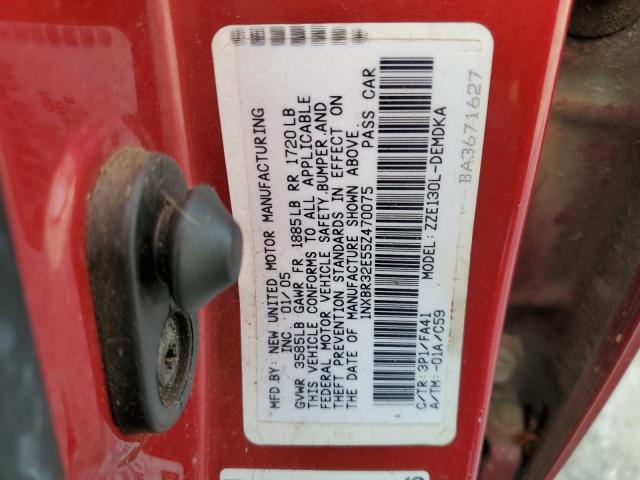 MFD BY: NEW UNITED MOTOR MANUFACTURING
INC. 01/05
GVWR 3585LB GAWR FR 1885LB RR 1720LB
THIS VEHICLE CONFORMS TO ALL APPLICABLE
FEDERAL MOTOR VEHICLE SAFETY,BUMPER,AND
THEFT PREVENTION STANDARDS IN EFFECT ON
THE DATE OF MANUFACTURE SHOWN ABOVE.
1NXBR32E55Z470075 PASS CAR
C/TR: 3P1/FA41 MODEL: ZZE130L-DEMDKA
A/TM:-01A/C59
BA3671627